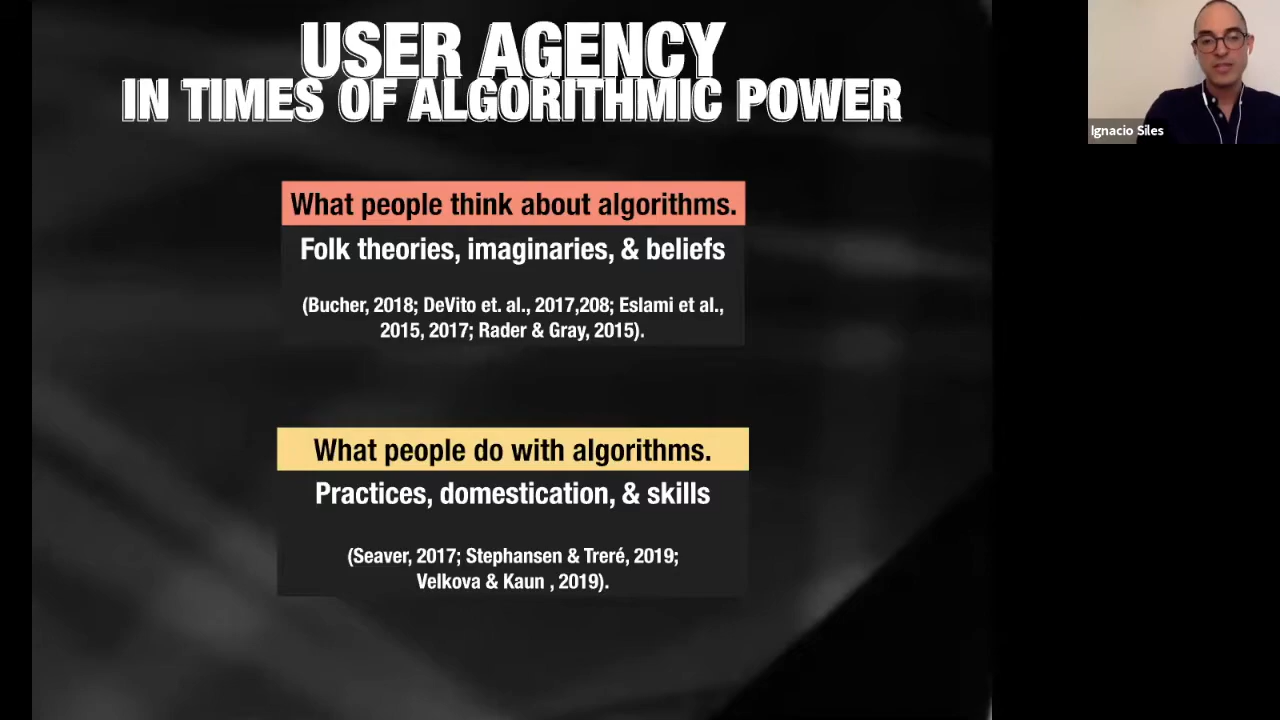 USER AGENCY
IN TIMES OF ALGORITHMIC POWER
Ignacio Siles
What people think about algorithms.
Folk theories, imaginaries, & beliefs
(Bucher, 2018; DeVito et. al., 2017,208; Eslami et al.,
2015, 2017; Rader & Gray, 2015).
What people do with algorithms.
Practices, domestication, & skills
(Seaver, 2017; Stephansen & Treré, 2019;
Velkova & Kaun , 2019).